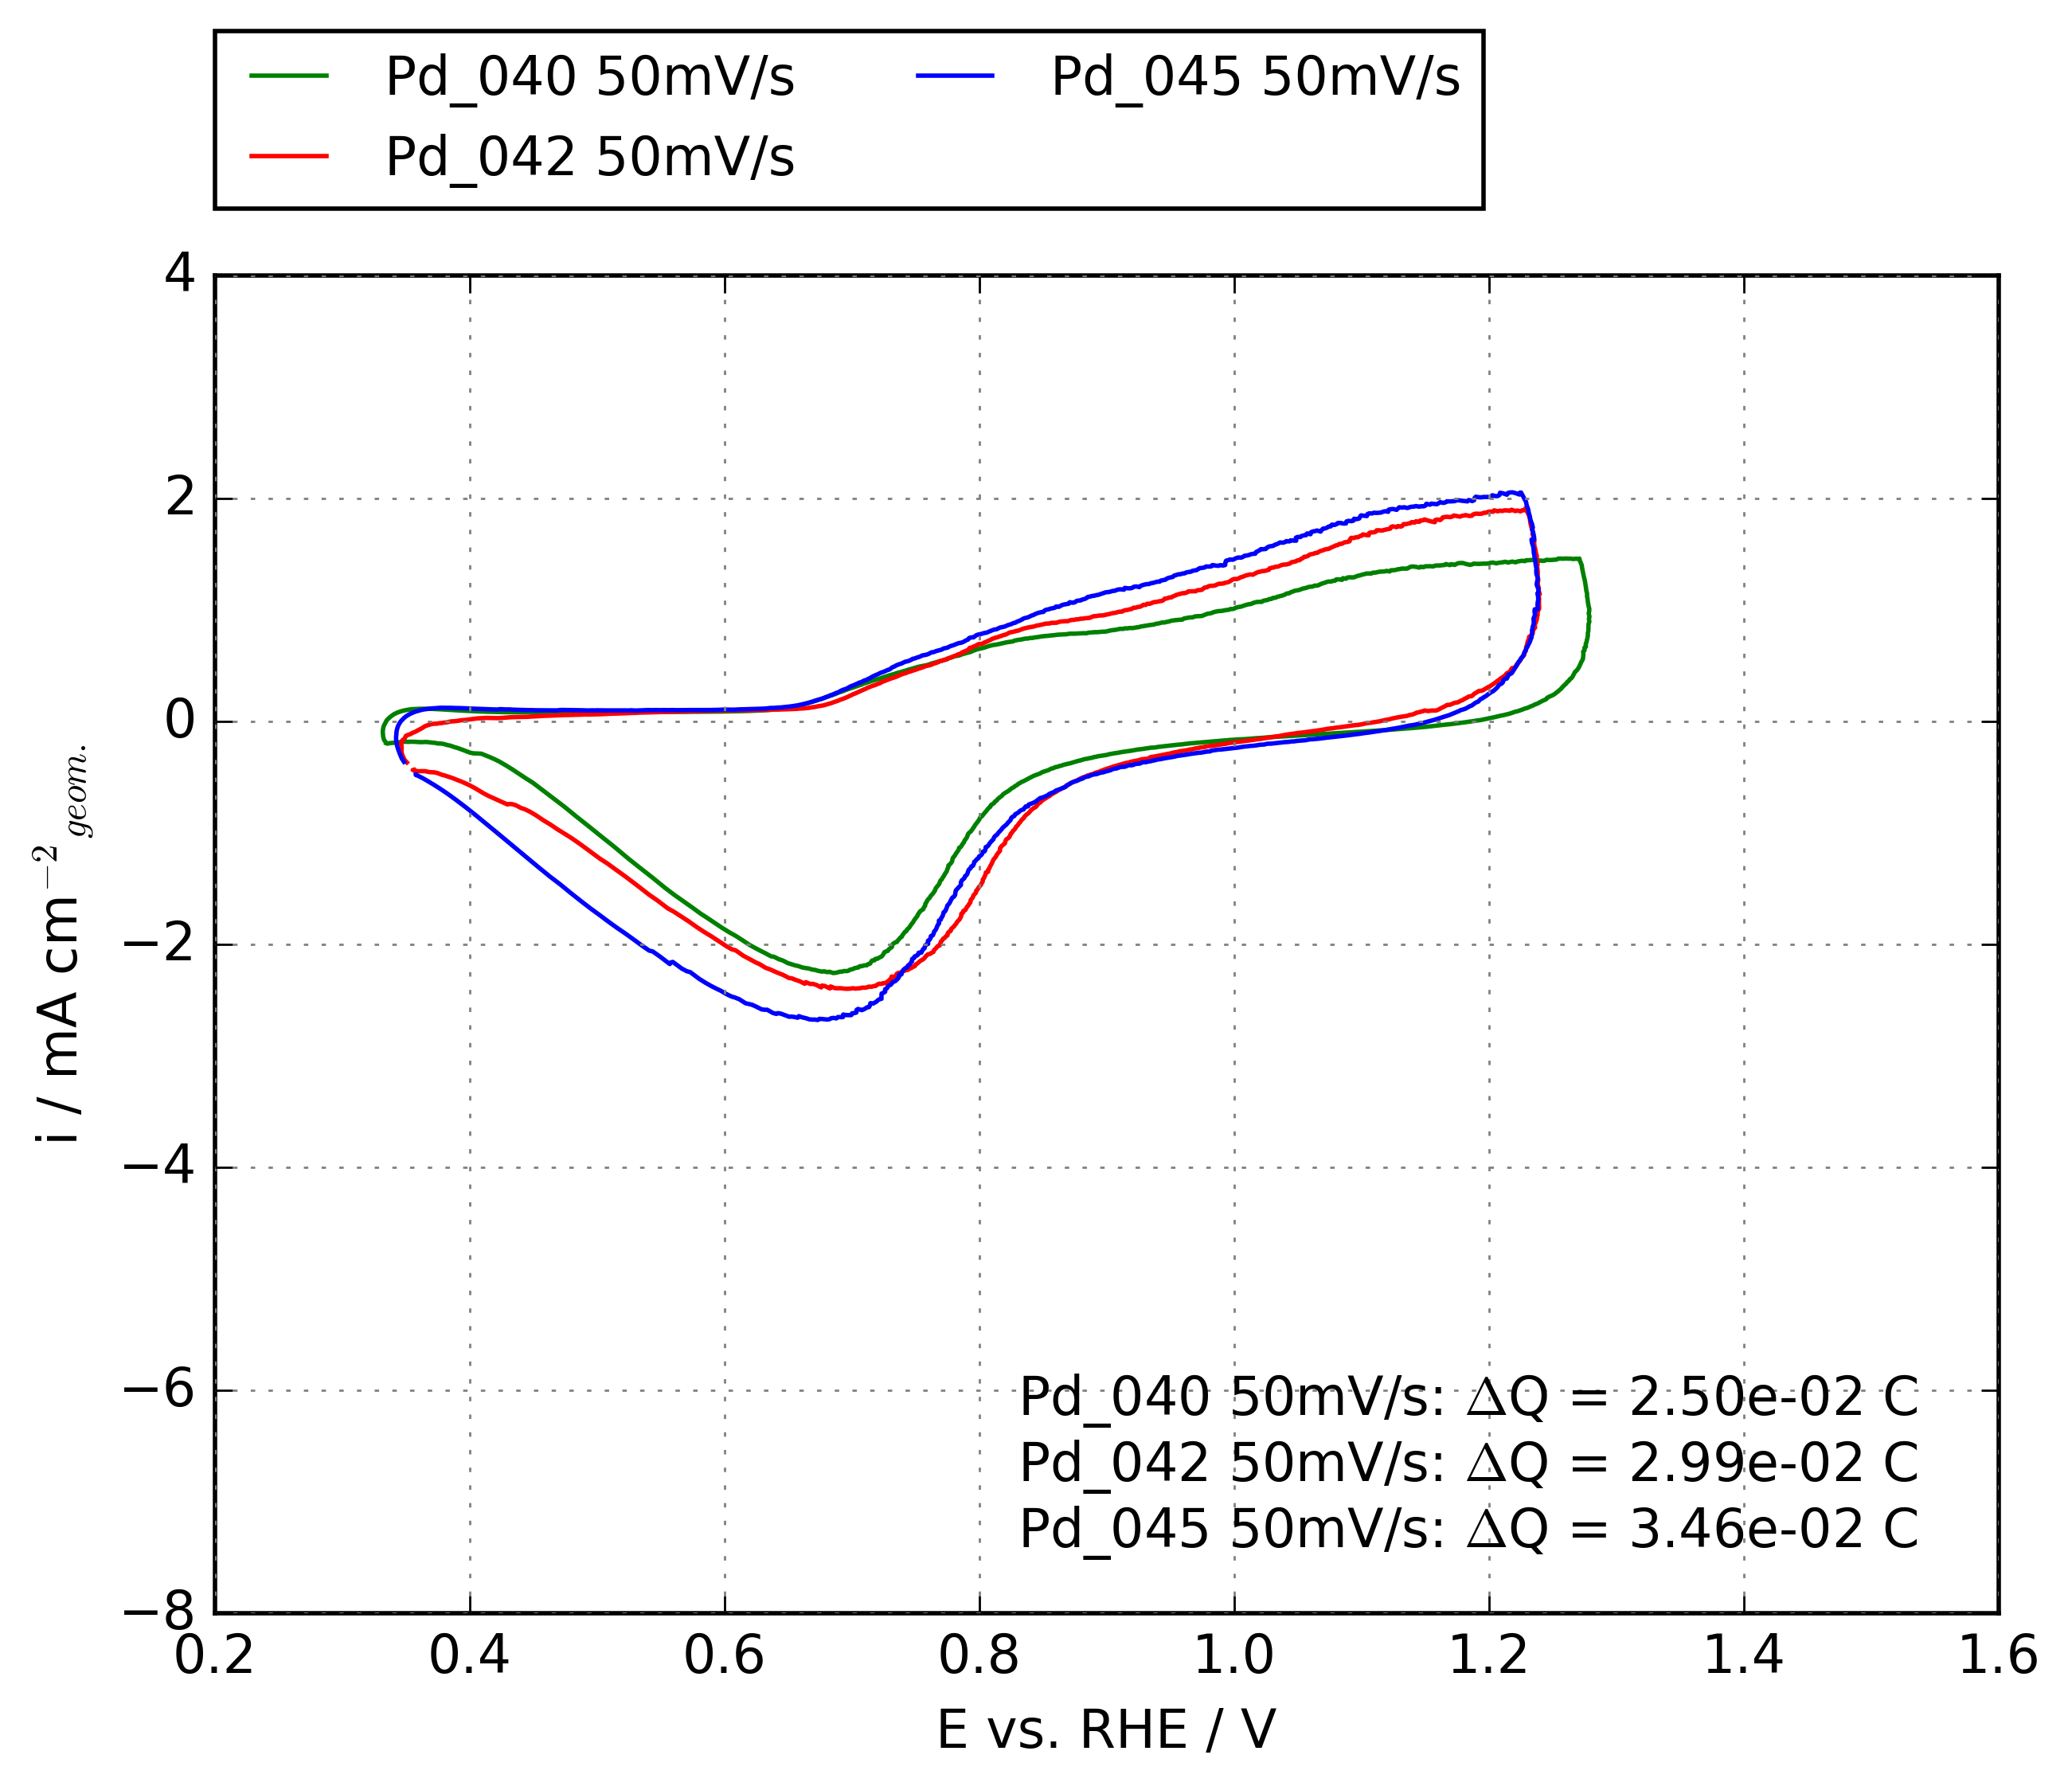 Pd_040 50mV/s
Pd_042 50mV/s
Pd_045 50mV/s
4
2
0
−2
−4
−6
−8
i / mA cm⁻² geom.
Pd_040 50mV/s: ΔQ = 2.50e-02 C
Pd_042 50mV/s: ΔQ = 2.99e-02 C
Pd_045 50mV/s: ΔQ = 3.46e-02 C
0.2 0.4 0.6 0.8 1.0 1.2 1.4 1.6
E vs. RHE / V